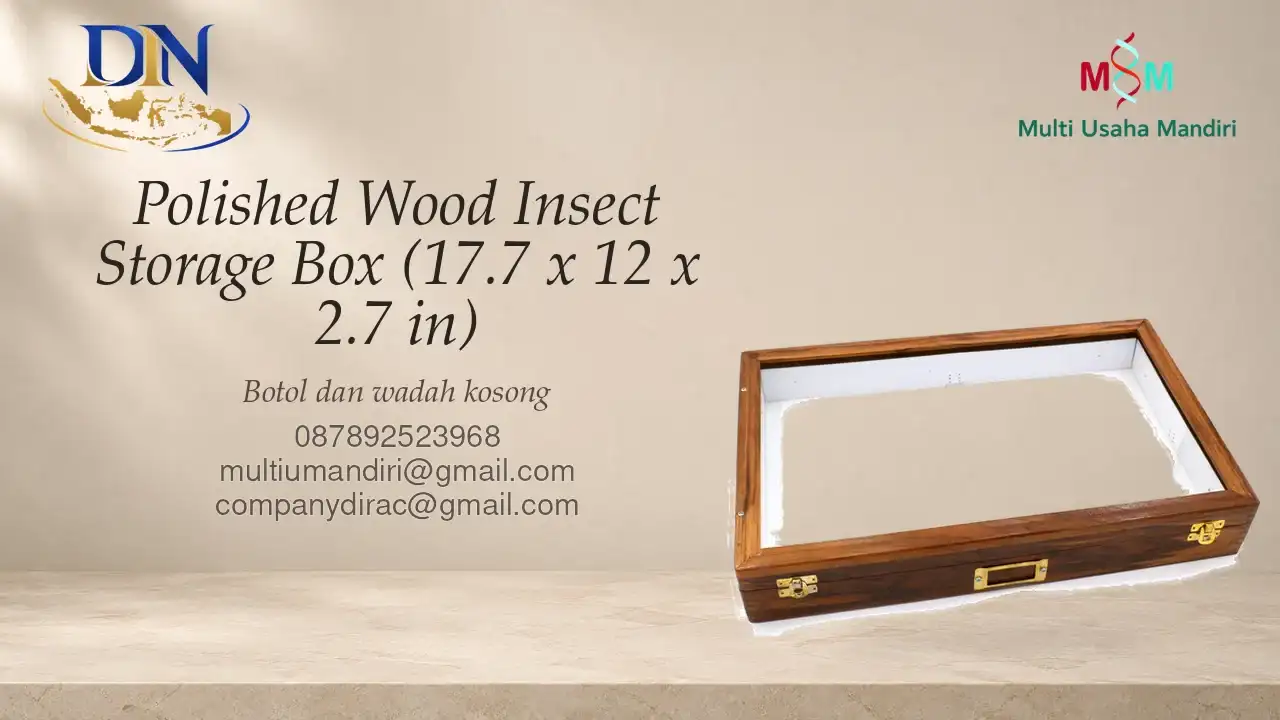 DN
M M
Multi Usaha Mandiri
Polished Wood Insect
Storage Box (17.7 x 12 x
2.7 in)
Botol dan wadah kosong
087892523968
multiumandiri@gmail.com
companydirac@gmail.com